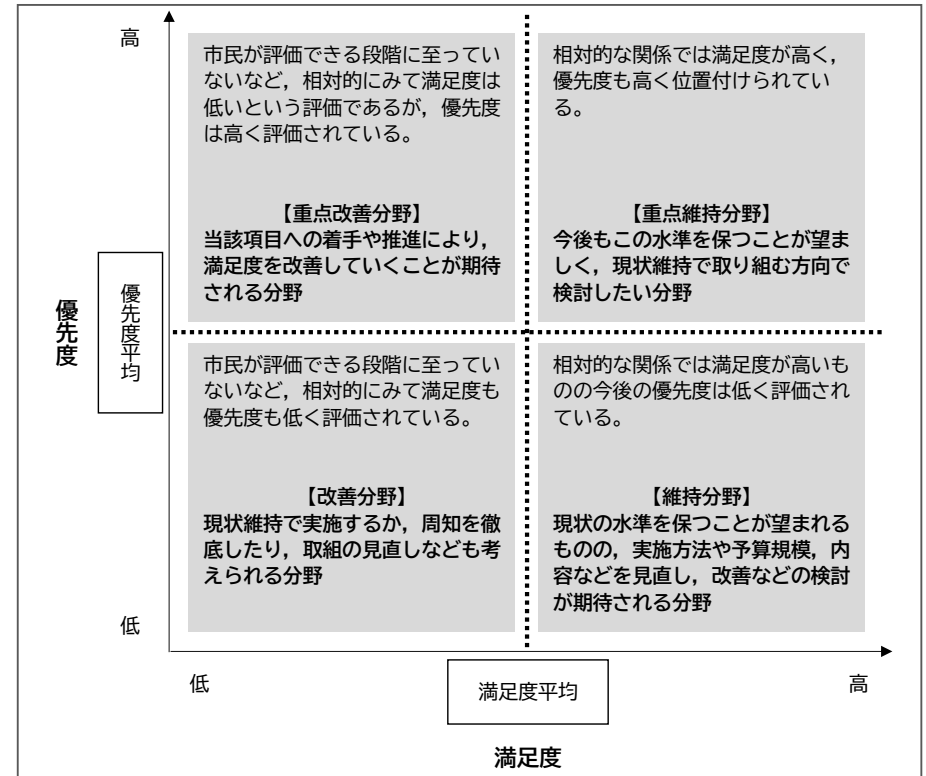 高
市民が評価できる段階に至ってい
ないなど，相対的にみて満足度は
低いという評価であるが，優先度
は高く評価されている。
【重点改善分野】
当該項目への着手や推進により，
満足度を改善していくことが期待
される分野
相対的な関係では満足度が高く，
優先度も高く位置付けられてい
る。
【重点維持分野】
今後もこの水準を保つことが望ま
しく，現状維持で取り組む方向で
検討したい分野
優先度
優先度平均
市民が評価できる段階に至ってい
ないなど，相対的にみて満足度も
優先度も低く評価されている。
【改善分野】
現状維持で実施するか，周知を徹
底したり，取組の見直しなども考
えられる分野
相対的な関係では満足度が高いも
のの今後の優先度は低く評価され
ている。
【維持分野】
現状の水準を保つことが望まれる
ものの，実施方法や予算規模，内
容などを見直し，改善などの検討
が期待される分野
低
低
満足度平均
高
満足度